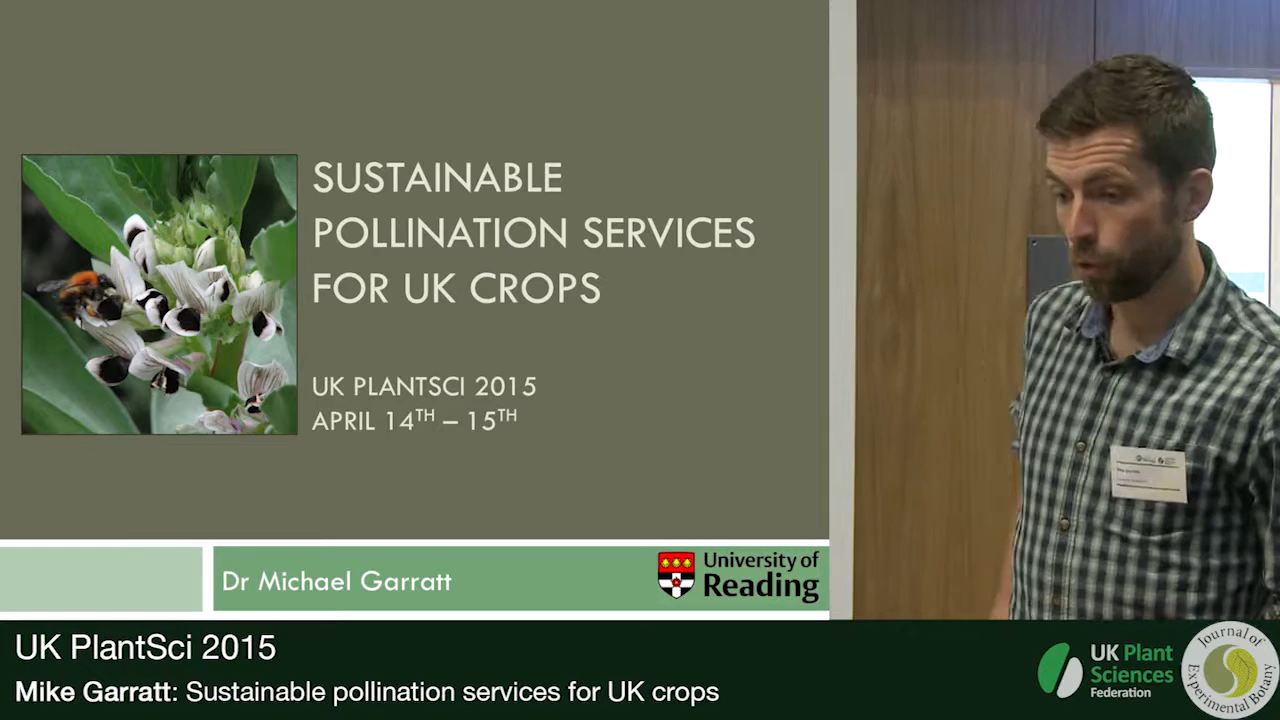 SUSTAINABLE
POLLINATION SERVICES
FOR UK CROPS
UK PLANTSCI 2015
APRIL 14TH – 15TH
Dr Michael Garratt
University of
Reading
UK PlantSci 2015
Mike Garratt: Sustainable pollination services for UK crops
UK Plant
Sciences
Federation
Journal of
Experimental Botany